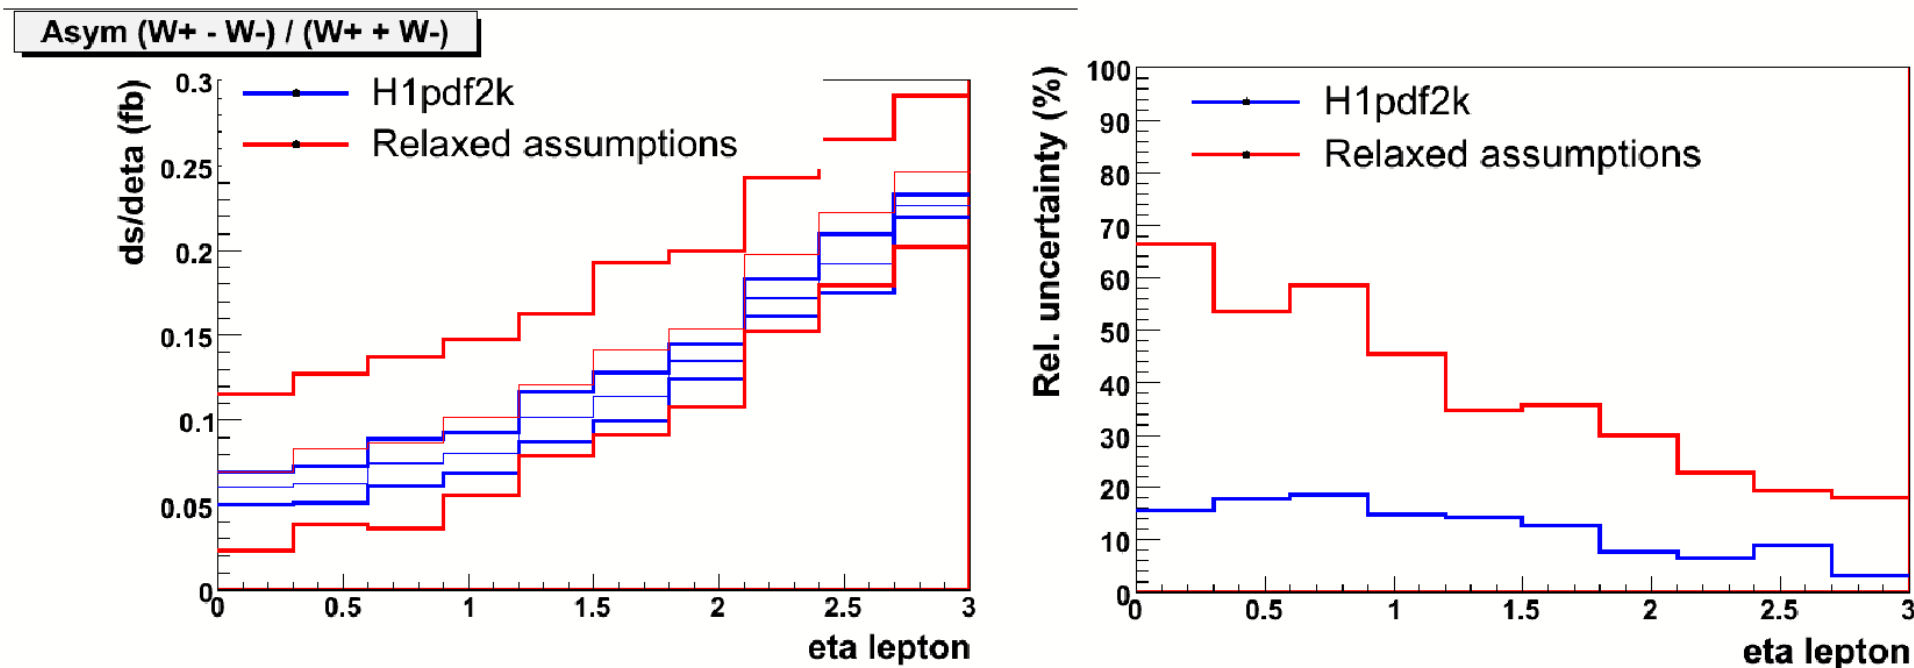 Asym (W+ - W-) / (W+ + W-)
ds/deta (fb)
H1pdf2k
Relaxed assumptions
0.3
0.25
0.2
0.15
0.1
0.05
0
0 0.5 1 1.5 2 2.5 3
eta lepton
Rel. uncertainty (%)
H1pdf2k
Relaxed assumptions
100
90
80
70
60
50
40
30
20
10
0
0 0.5 1 1.5 2 2.5 3
eta lepton